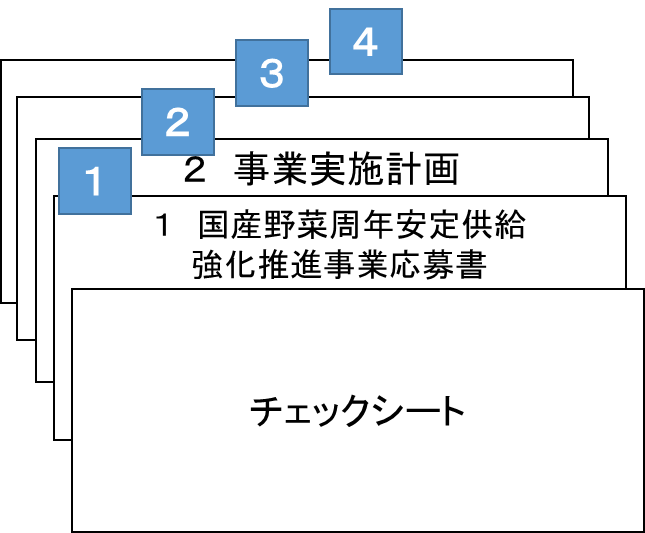 4
3
2
2 事業実施計画
1
1 国産野菜周年安定供給
強化推進事業応募書
チェックシート